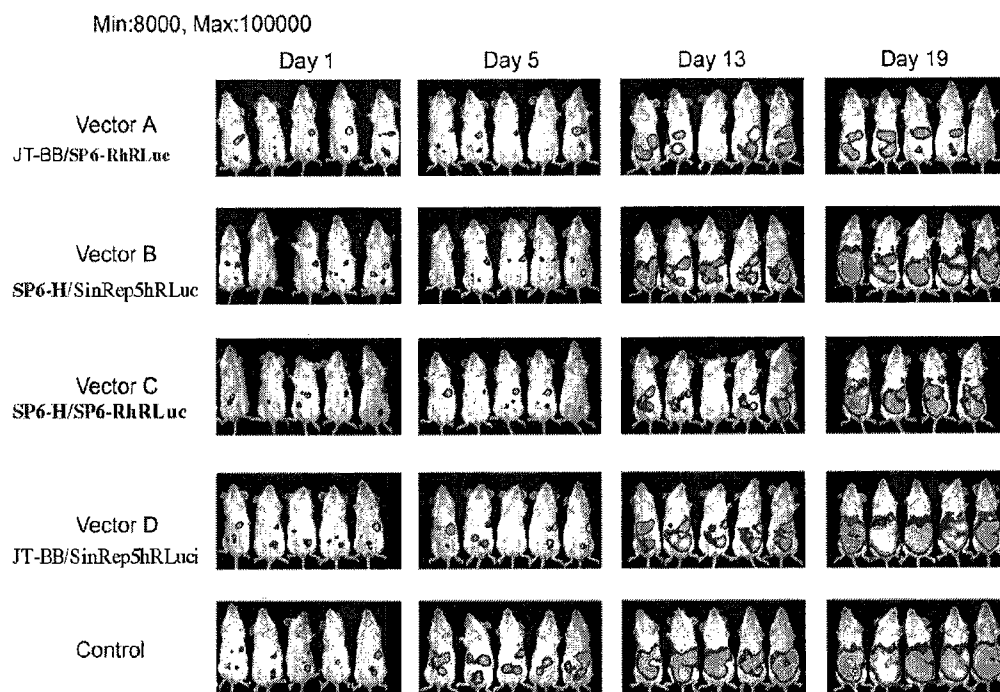 Min:8000, Max:100000
Day 1 Day 5 Day 13 Day 19
Vector A
JT-BB/SP6-RhRLuc
Vector B
SP6-H/SinRep5hRLuc
Vector C
SP6-H/SP6-RhRLuc
Vector D
JT-BB/SinRep5hRLuci
Control